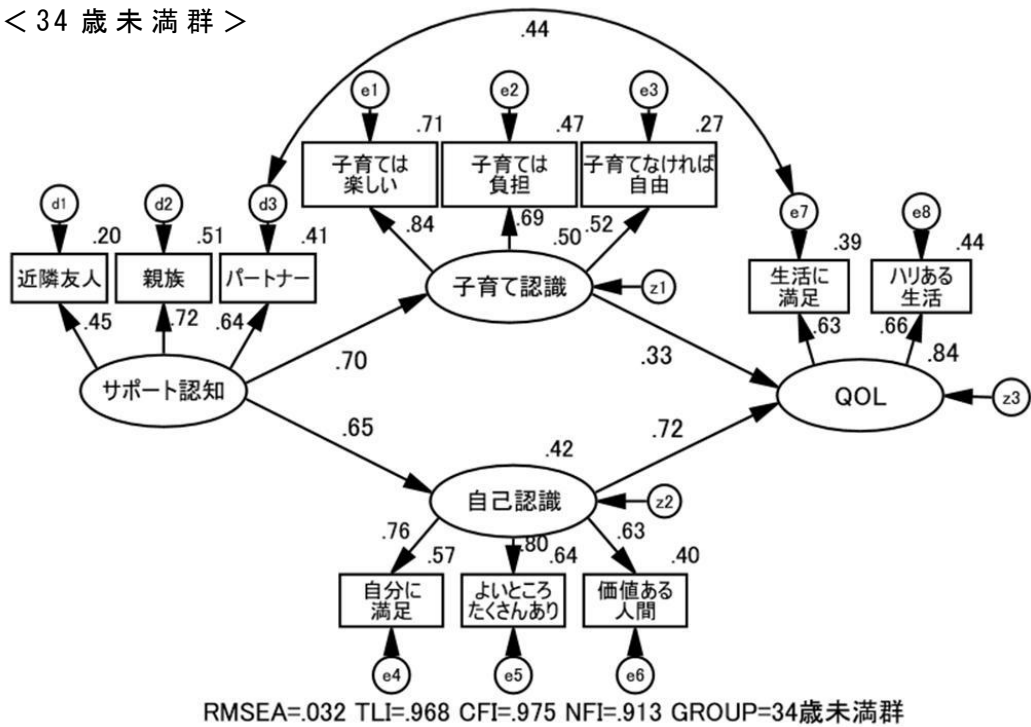 ＜34歳未満群＞
.44
e1
e2
e3
.71
.47
.27
子育ては
楽しい
子育ては
負担
子育てなければ
自由
d1
d2
d3
e7
e8
.20
.51
.41
.84
.69
.50
.52
.39
.44
近隣友人
親族
パートナー
子育て認識
z1
生活に
満足
ハリある
生活
.45
.72
.64
.63
.66
.84
.70
.33
サポート認知
QOL
z3
.65
.72
.42
自己認識
z2
.76
.57
.80
.64
.63
.40
自分に
満足
よいところ
たくさんあり
価値ある
人間
e4
e5
e6
RMSEA=.032 TLI=.968 CFI=.975 NFI=.913 GROUP=34歳未満群